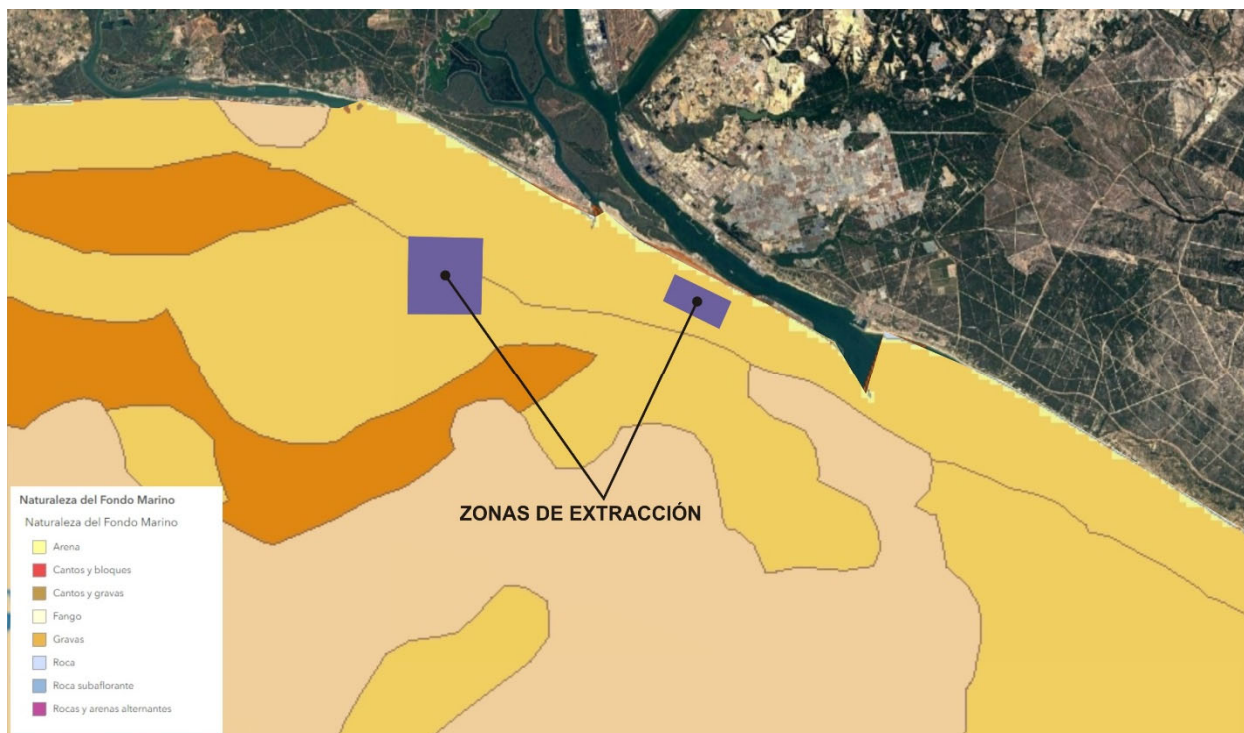 ZONAS DE EXTRACCIÓN
Naturaleza del Fondo Marino
Naturaleza del Fondo Marino
Arena
Cantos y bloques
Cantos y gravas
Fango
Gravas
Roca
Roca subaflorante
Rocas y arenas alternantes